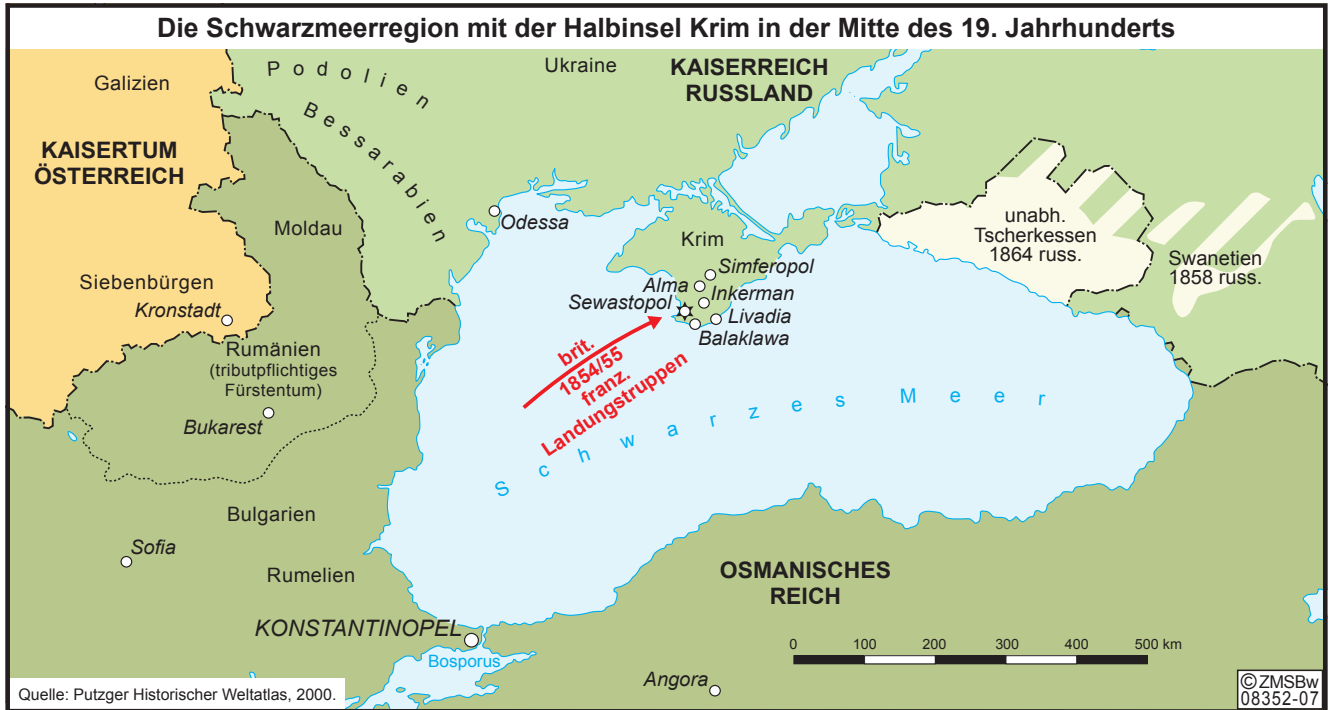 Die Schwarzmeerregion mit der Halbinsel Krim in der Mitte des 19. Jahrhunderts
Galizien
Podolien
Ukraine
KAISERREICH
RUSSLAND
Bessarabien
KAISERTUM
ÖSTERREICH
Moldau
Odessa
Krim
unabh.
Tscherkessen
1864 russ.
Swanetien
1858 russ.
Siebenbürgen
Kronstadt
Simferopol
Alma
Inkerman
Sewastopol
Livadia
Balaklawa
Rumänien
(tributpflichtiges
Fürstentum)
Bukarest
brit.
1854/55
franz.
Landungstruppen
Schwarzes Meer
Bulgarien
Sofia
Rumelien
OSMANISCHES
REICH
KONSTANTINOPEL
Bosporus
0 100 200 300 400 500 km
Angora
Quelle: Putzger Historischer Weltatlas, 2000.
©ZMSBw
08352-07